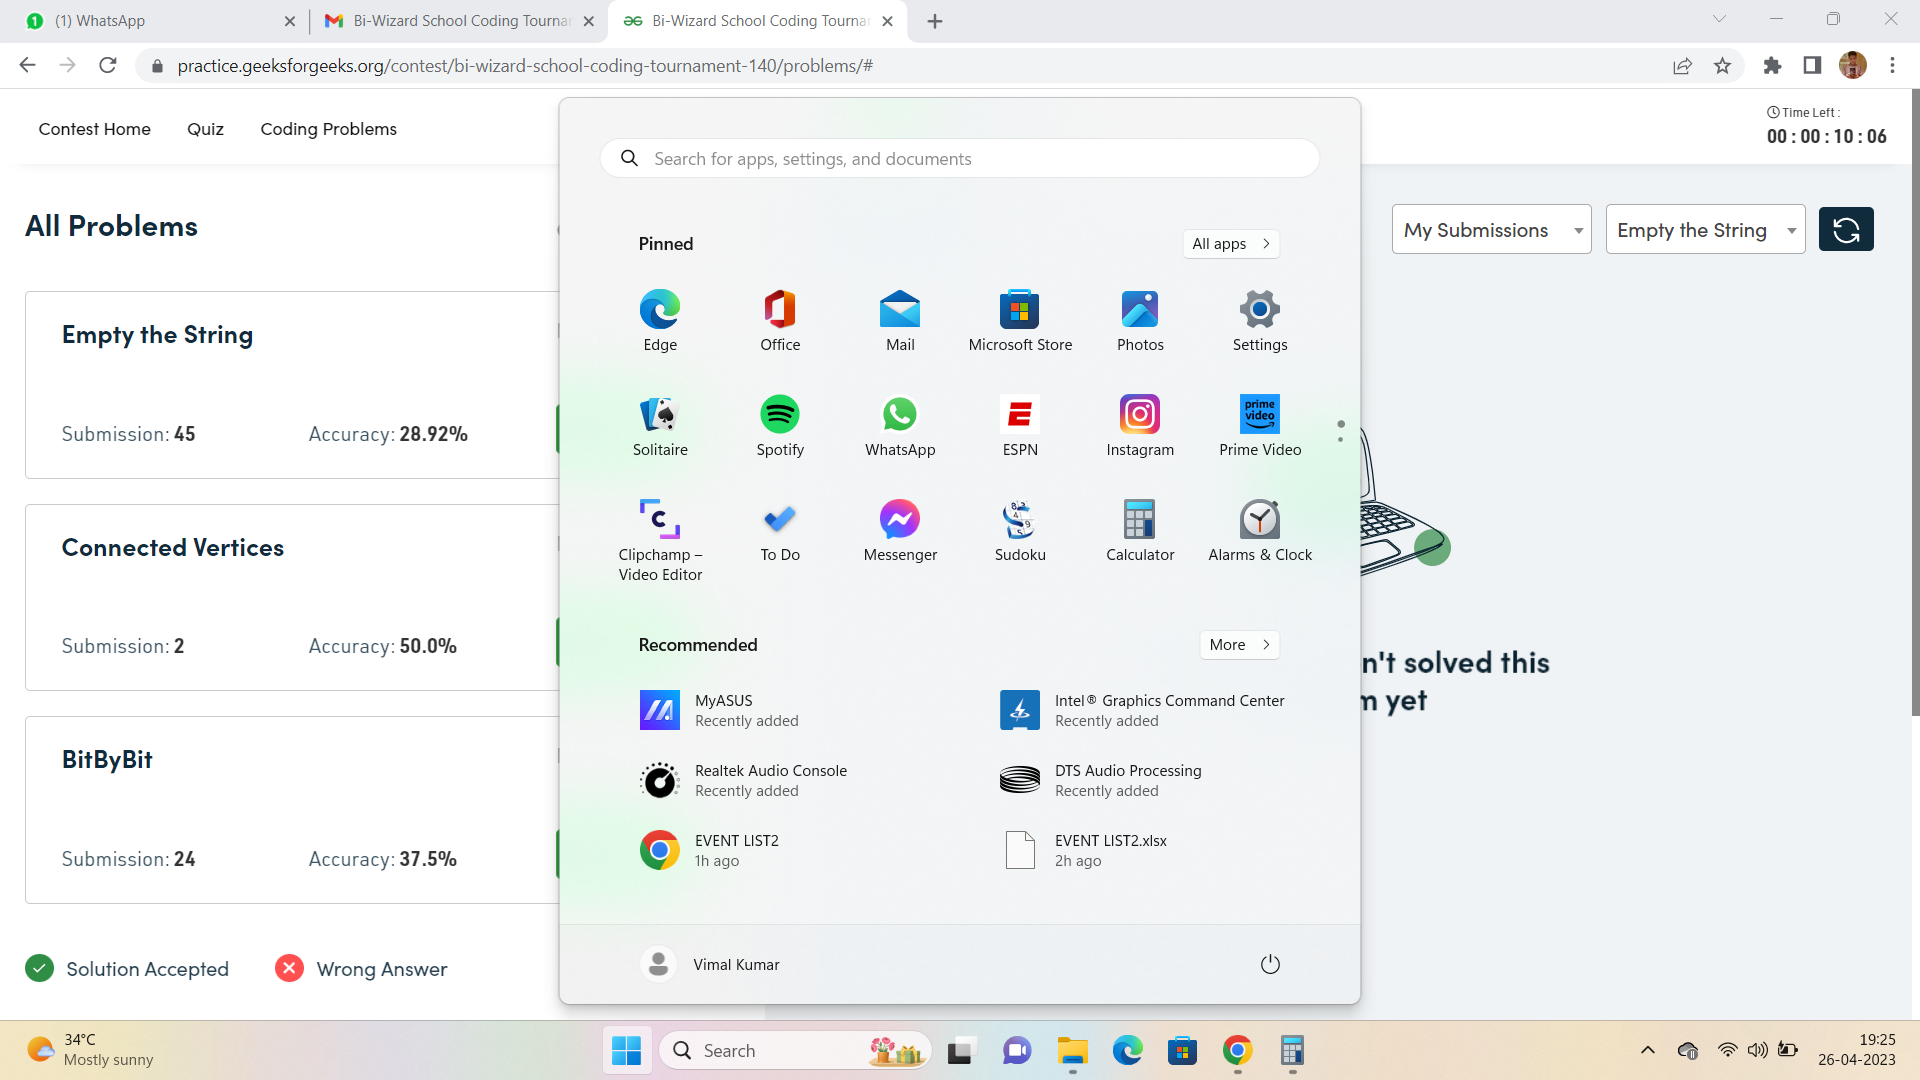 (1) WhatsApp
Bi-Wizard School Coding Tourna
Bi-Wizard School Coding Tourna
practice.geeksforgeeks.org/contest/bi-wizard-school-coding-tournament-140/problems/#
Contest Home
Quiz
Coding Problems
Time Left :
00 : 00 : 10 : 06
All Problems
My Submissions
Empty the String
Empty the String
Submission: 45
Accuracy: 28.92%
Connected Vertices
Submission: 2
Accuracy: 50.0%
BitByBit
Submission: 24
Accuracy: 37.5%
Solution Accepted
Wrong Answer
n't solved this
m yet
Search for apps, settings, and documents
Pinned
All apps
Edge
Office
Mail
Microsoft Store
Photos
Settings
Solitaire
Spotify
WhatsApp
ESPN
Instagram
prime
video
Prime Video
Clipchamp –
Video Editor
To Do
Messenger
Sudoku
Calculator
Alarms & Clock
Recommended
More
MyASUS
Recently added
Intel® Graphics Command Center
Recently added
Realtek Audio Console
Recently added
DTS Audio Processing
Recently added
EVENT LIST2
1h ago
EVENT LIST2.xlsx
2h ago
Vimal Kumar
34°C
Mostly sunny
Search
19:25
26-04-2023